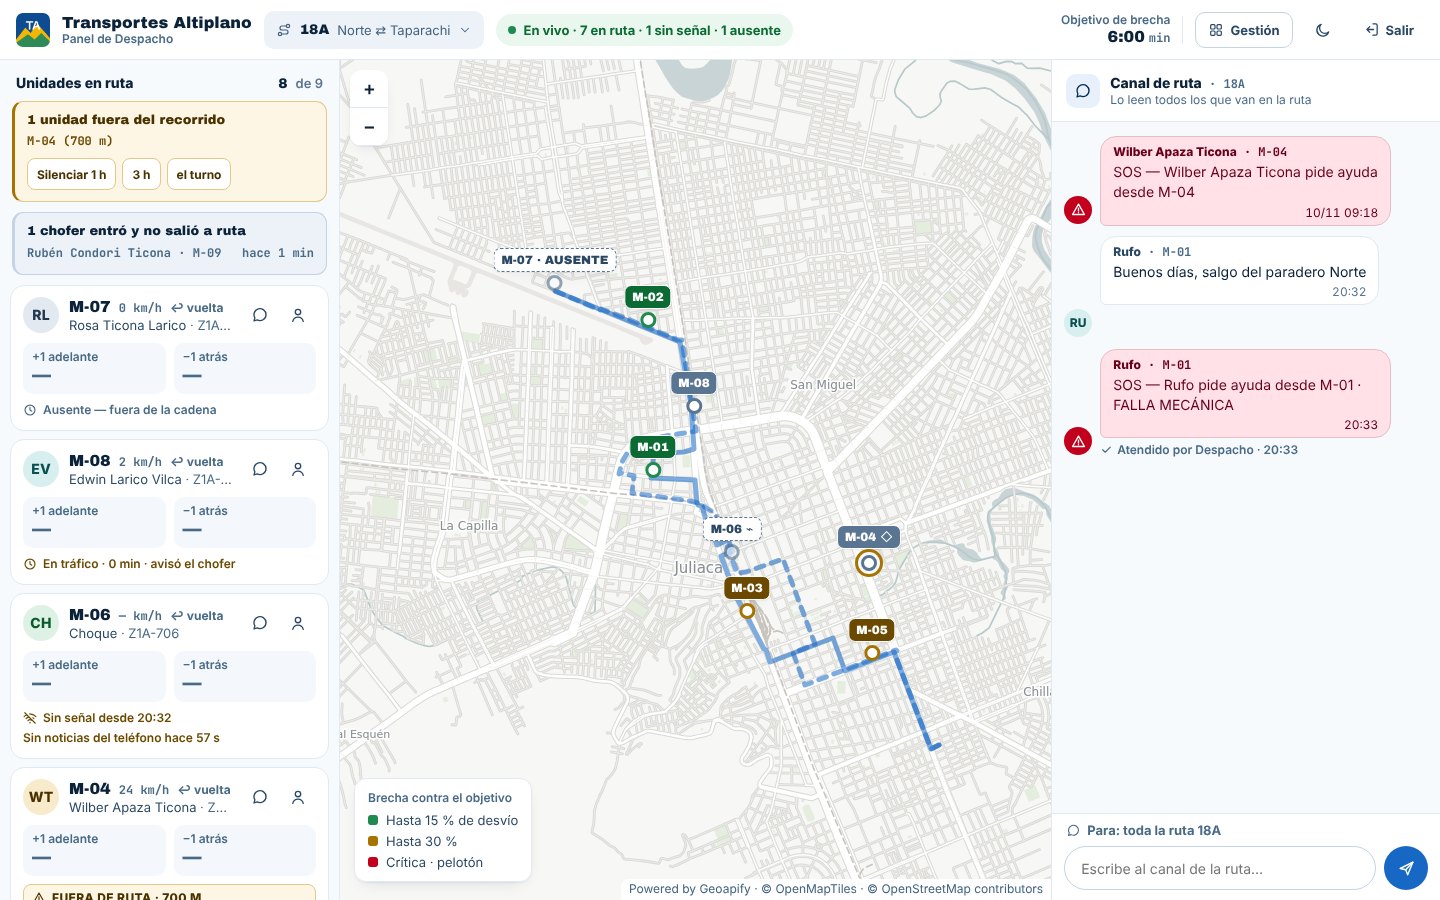 TA
Transportes Altiplano
Panel de Despacho
18A Norte ⇄ Taparachi
En vivo · 7 en ruta · 1 sin señal · 1 ausente
Objetivo de brecha
6:00 min
Gestión
Salir
Unidades en ruta
8 de 9
1 unidad fuera del recorrido
M-04 (700 m)
Silenciar 1 h
3 h
el turno
1 chofer entró y no salió a ruta
Rubén Condori Ticona · M-09 hace 1 min
RL
M-07 0 km/h vuelta
Rosa Ticona Larico · Z1A...
+1 adelante
—
−1 atrás
—
Ausente — fuera de la cadena
EV
M-08 2 km/h vuelta
Edwin Larico Vilca · Z1A-...
+1 adelante
—
−1 atrás
—
En tráfico · 0 min · avisó el chofer
CH
M-06 — km/h vuelta
Choque · Z1A-706
+1 adelante
—
−1 atrás
—
Sin señal desde 20:32
Sin noticias del teléfono hace 57 s
WT
M-04 24 km/h vuelta
Wilber Apaza Ticona · Z...
+1 adelante
—
−1 atrás
—
FUERA DE RUTA · 700 M
+
−
M-07 · AUSENTE
M-02
M-08
San Miguel
M-01
La Capilla
M-06
M-04
Juliaca
M-03
M-05
Chilla
al Esquén
Brecha contra el objetivo
Hasta 15 % de desvío
Hasta 30 %
Crítica · pelotón
Powered by Geoapify · © OpenMapTiles · © OpenStreetMap contributors
Canal de ruta · 18A
Lo leen todos los que van en la ruta
Wilber Apaza Ticona · M-04
SOS — Wilber Apaza Ticona pide ayuda
desde M-04
10/11 09:18
Rufo · M-01
Buenos días, salgo del paradero Norte
20:32
RU
Rufo · M-01
SOS — Rufo pide ayuda desde M-01 ·
FALLA MECÁNICA
20:33
Atendido por Despacho · 20:33
Para: toda la ruta 18A
Escribe al canal de la ruta...